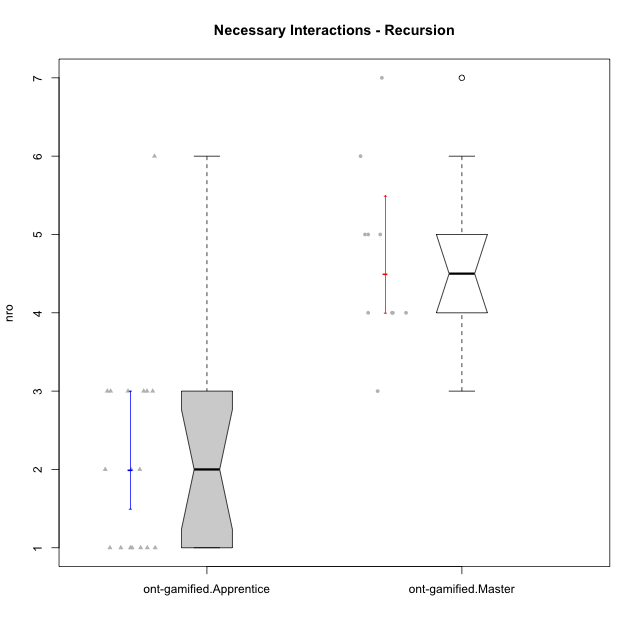 Necessary Interactions - Recursion
7
6
5
4
3
2
1
nro
ont-gamified.Apprentice
ont-gamified.Master